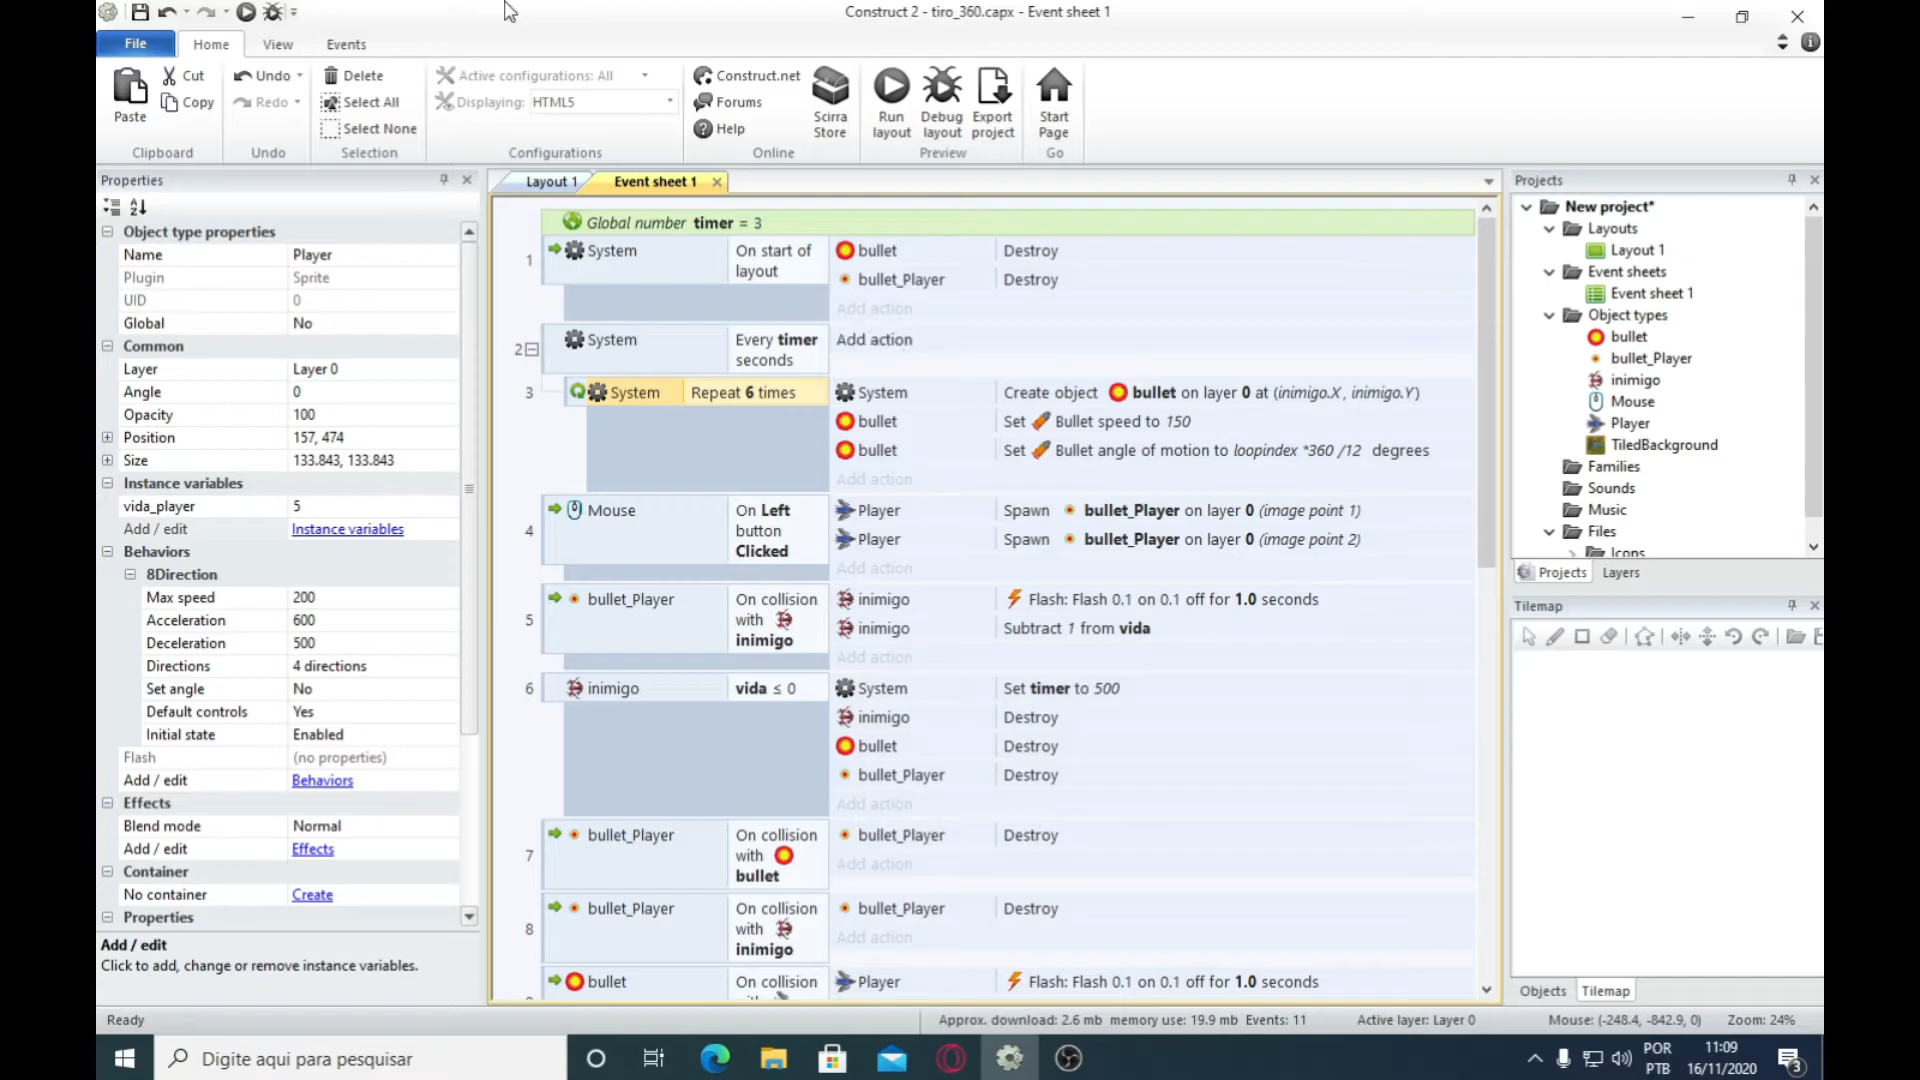 Construct 2 - tiro_360.capx - Event sheet 1
File Home View Events
Paste Cut Copy Clipboard
Undo Redo Undo
Delete Select All Select None Selection
Active configurations: All
Displaying: HTML5
Configurations
Construct.net Forums Help Scirra Store Online
Run layout Debug layout Export project Preview
Start Page Go
Properties
Object type properties
Name Player
Plugin Sprite
UID 0
Global No
Common
Layer Layer 0
Angle 0
Opacity 100
Position 157, 474
Size 133.843, 133.843
Instance variables
vida_player 5
Add / edit Instance variables
Behaviors
8Direction
Max speed 200
Acceleration 600
Deceleration 500
Directions 4 directions
Set angle No
Default controls Yes
Initial state Enabled
Flash (no properties)
Add / edit Behaviors
Effects
Blend mode Normal
Add / edit Effects
Container
No container Create
Properties
Add / edit
Click to add, change or remove instance variables.
Layout 1 Event sheet 1
Global number timer = 3
1 System On start of layout bullet Destroy
bullet_Player Destroy
Add action
2 System Every timer seconds Add action
3 System Repeat 6 times System Create object bullet on layer 0 at (inimigo.X, inimigo.Y)
bullet Set Bullet speed to 150
bullet Set Bullet angle of motion to loopindex *360 /12 degrees
Add action
4 Mouse On Left button Clicked Player Spawn bullet_Player on layer 0 (image point 1)
Player Spawn bullet_Player on layer 0 (image point 2)
Add action
5 bullet_Player On collision with inimigo inimigo Flash: Flash 0.1 on 0.1 off for 1.0 seconds
inimigo Subtract 1 from vida
Add action
6 inimigo vida ≤ 0 System Set timer to 500
inimigo Destroy
bullet Destroy
bullet_Player Destroy
Add action
7 bullet_Player On collision with bullet bullet_Player Destroy
Add action
8 bullet_Player On collision with inimigo bullet_Player Destroy
Add action
bullet On collision Player Flash: Flash 0.1 on 0.1 off for 1.0 seconds
Projects
New project*
Layouts
Layout 1
Event sheets
Event sheet 1
Object types
bullet
bullet_Player
inimigo
Mouse
Player
TiledBackground
Families
Sounds
Music
Files
Icons
Projects Layers
Tilemap
Objects Tilemap
Ready Approx. download: 2.6 mb memory use: 19.9 mb Events: 11 Active layer: Layer 0 Mouse: (-248.4, -842.9, 0) Zoom: 24%
Digite aqui para pesquisar
POR
PTB
11:09
16/11/2020
3